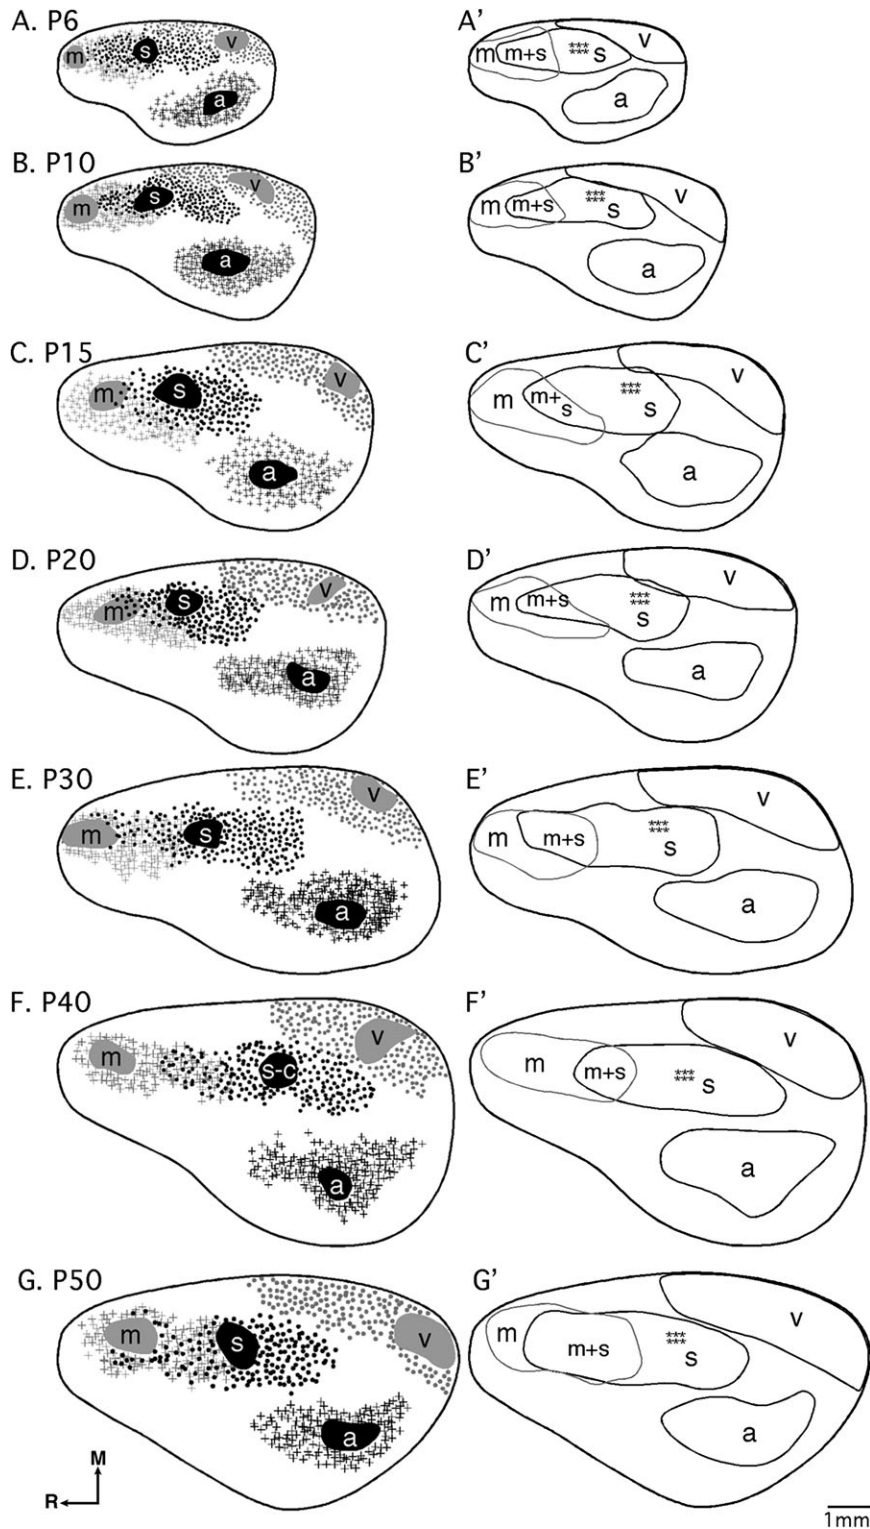 A. P6
A'
m s v a
m m+s *** *** s v a
B. P10
B'
m s v a
m m+s *** *** s v a
C. P15
C'
m s v a
m m+ s *** *** s v a
D. P20
D'
m s v a
m m+s *** *** s v a
E. P30
E'
m s v a
m m+s *** *** s v a
F. P40
F'
m s-c v a
m m+s *** *** s v a
G. P50
G'
m s v a
m m+s *** *** s v a
M
R
1mm